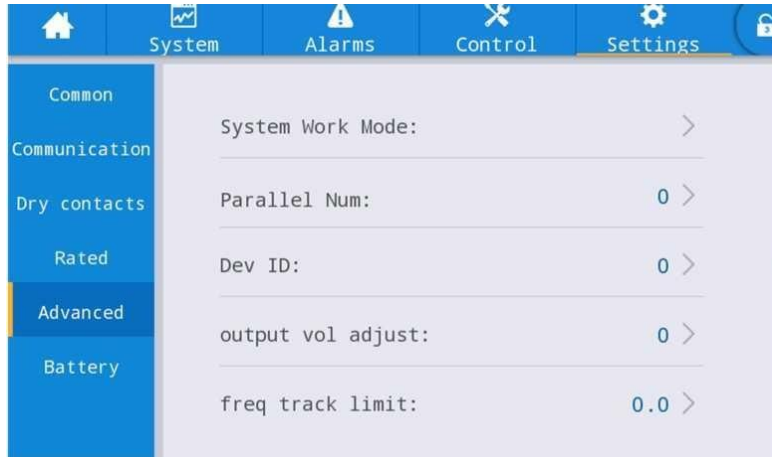 System
Alarms
Control
Settings
Common
Communication
Dry contacts
Rated
Advanced
Battery
System Work Mode:
Parallel Num: 0
Dev ID: 0
output vol adjust: 0
freq track limit: 0.0